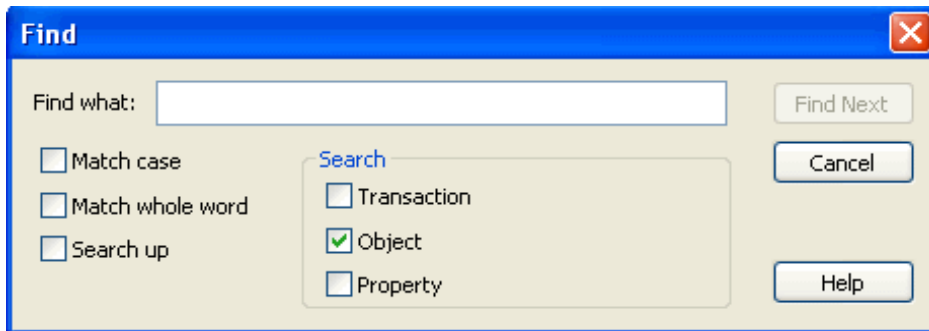 Find
Find what:
Find Next
Match case
Match whole word
Search up
Search
Transaction
Object
Property
Cancel
Help